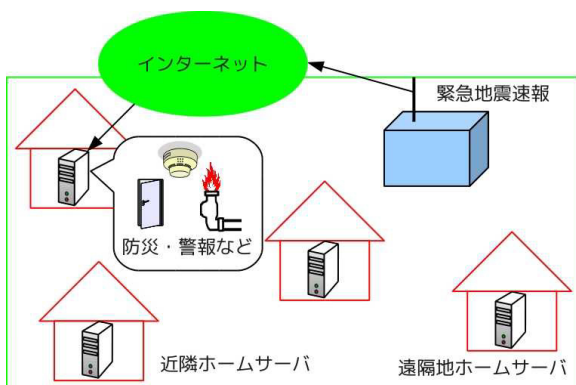 インターネット
緊急地震速報
防災・警報など
近隣ホームサーバ
遠隔地ホームサーバ